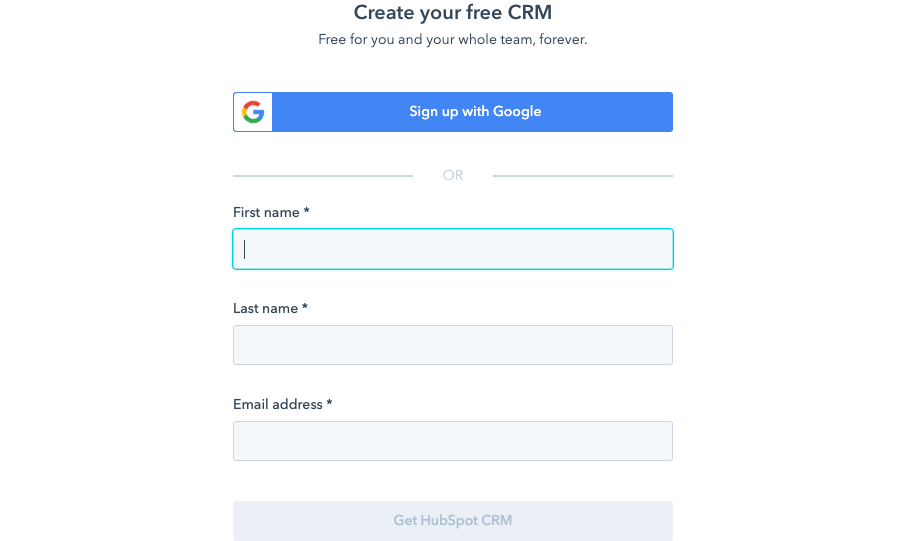 Create your free CRM
Free for you and your whole team, forever.
Sign up with Google
OR
First name *
Last name *
Email address *
Get HubSpot CRM